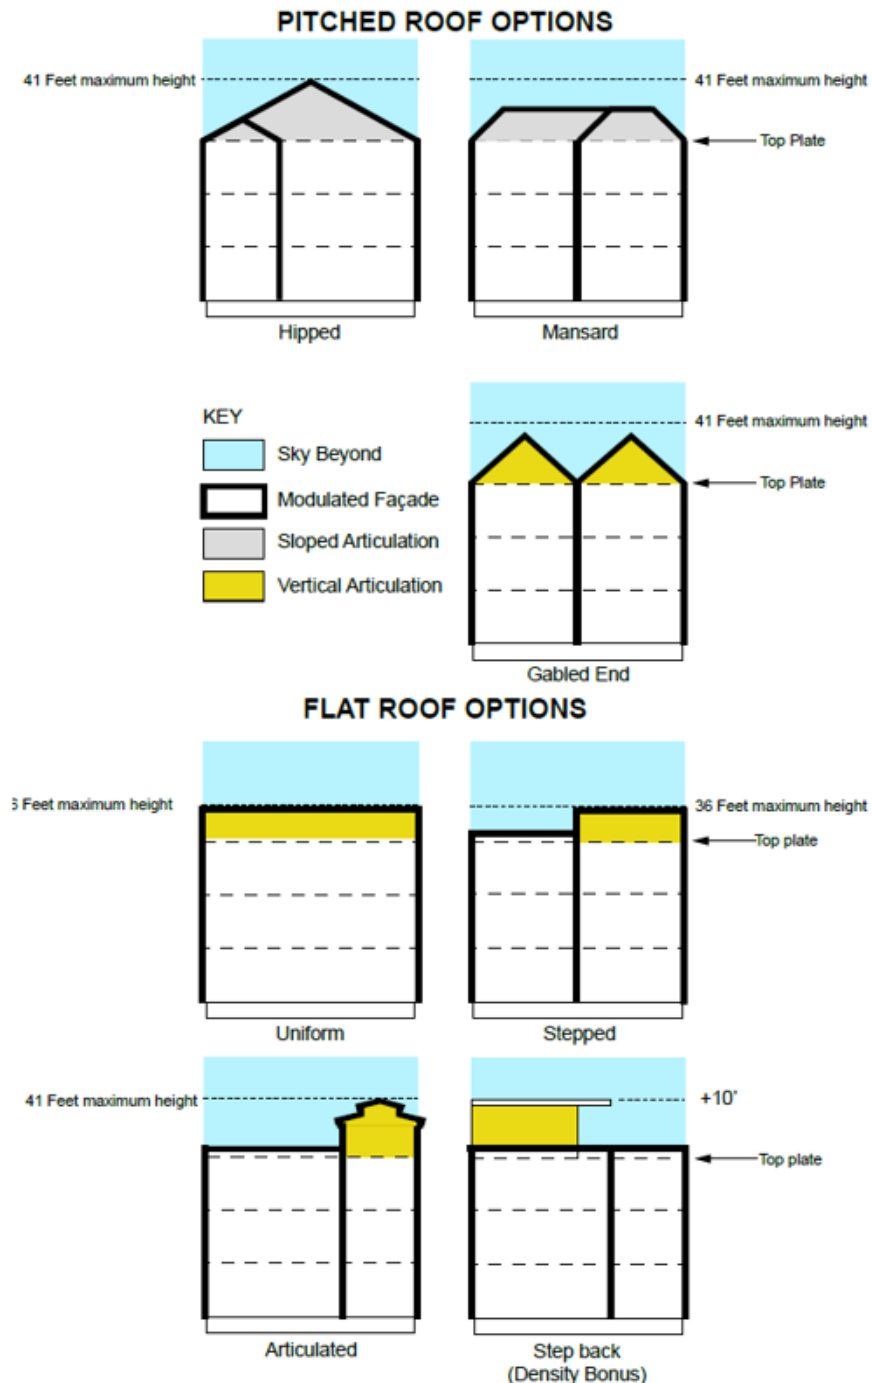 PITCHED ROOF OPTIONS
41 Feet maximum height
41 Feet maximum height
Top Plate
Hipped
Mansard
KEY
Sky Beyond
Modulated Façade
Sloped Articulation
Vertical Articulation
41 Feet maximum height
Top Plate
Gabled End
FLAT ROOF OPTIONS
Feet maximum height
36 Feet maximum height
Top plate
Uniform
Stepped
41 Feet maximum height
+10'
Top plate
Articulated
Step back
(Density Bonus)